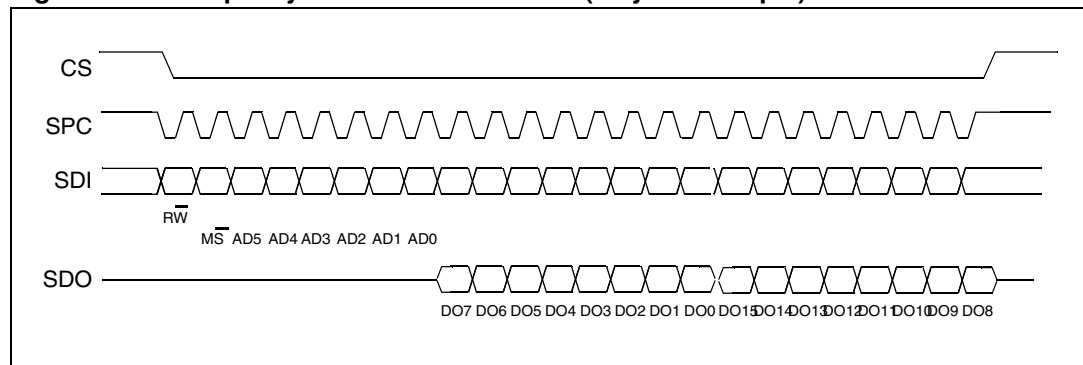 CS
SPC
SDI
RW
MS AD5 AD4 AD3 AD2 AD1 AD0
SDO
DO7 DO6 DO5 DO4 DO3 DO2 DO1 DO0 DO15 DO14 DO13 DO12 DO11 DO10 DO9 DO8